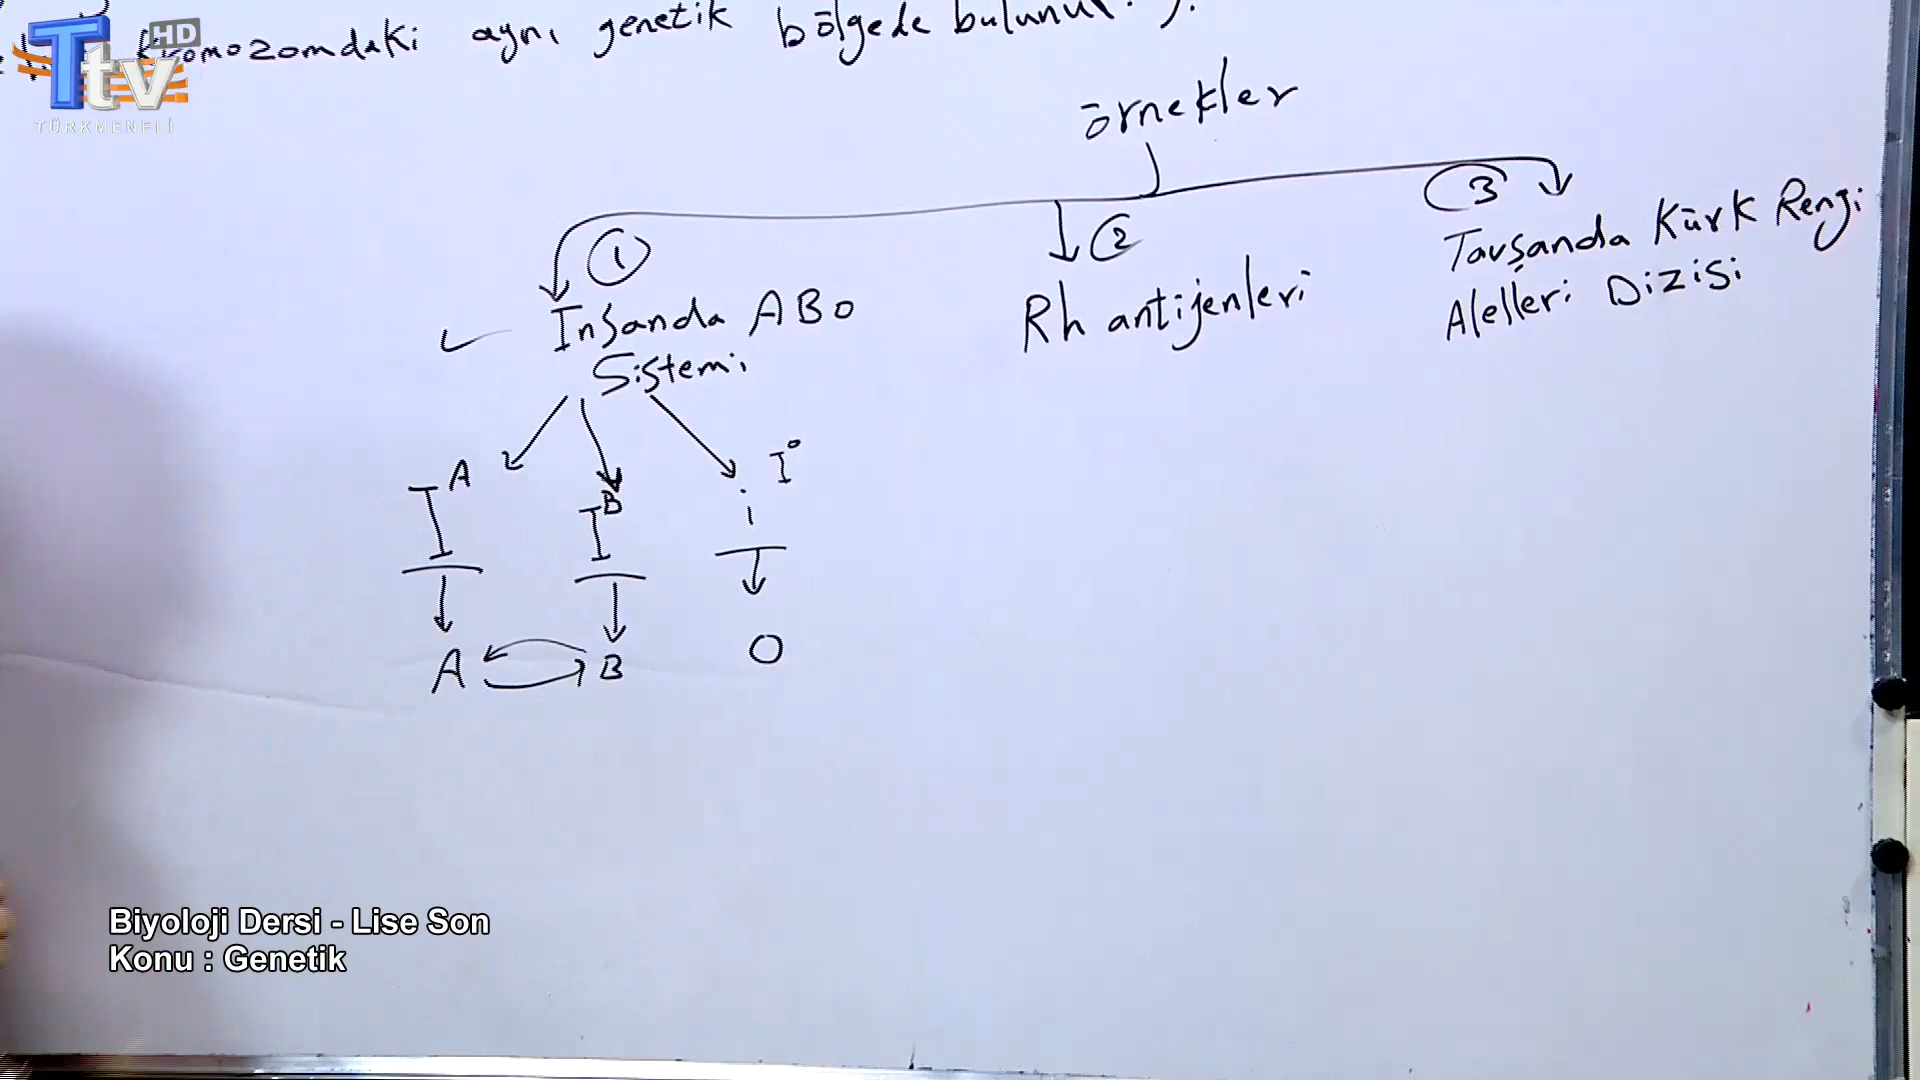 kromozomdaki aynı genetik bölgede bulunur.).
HD
Ttv
TÜRKMENELİ
örnekler
1
2
3
İnsanda ABO
Sistemi
Rh antijenleri
Tavşanda Kürk Rengi
Alelleri Dizisi
I^A I^B i I^o
A B O
Biyoloji Dersi - Lise Son
Konu : Genetik